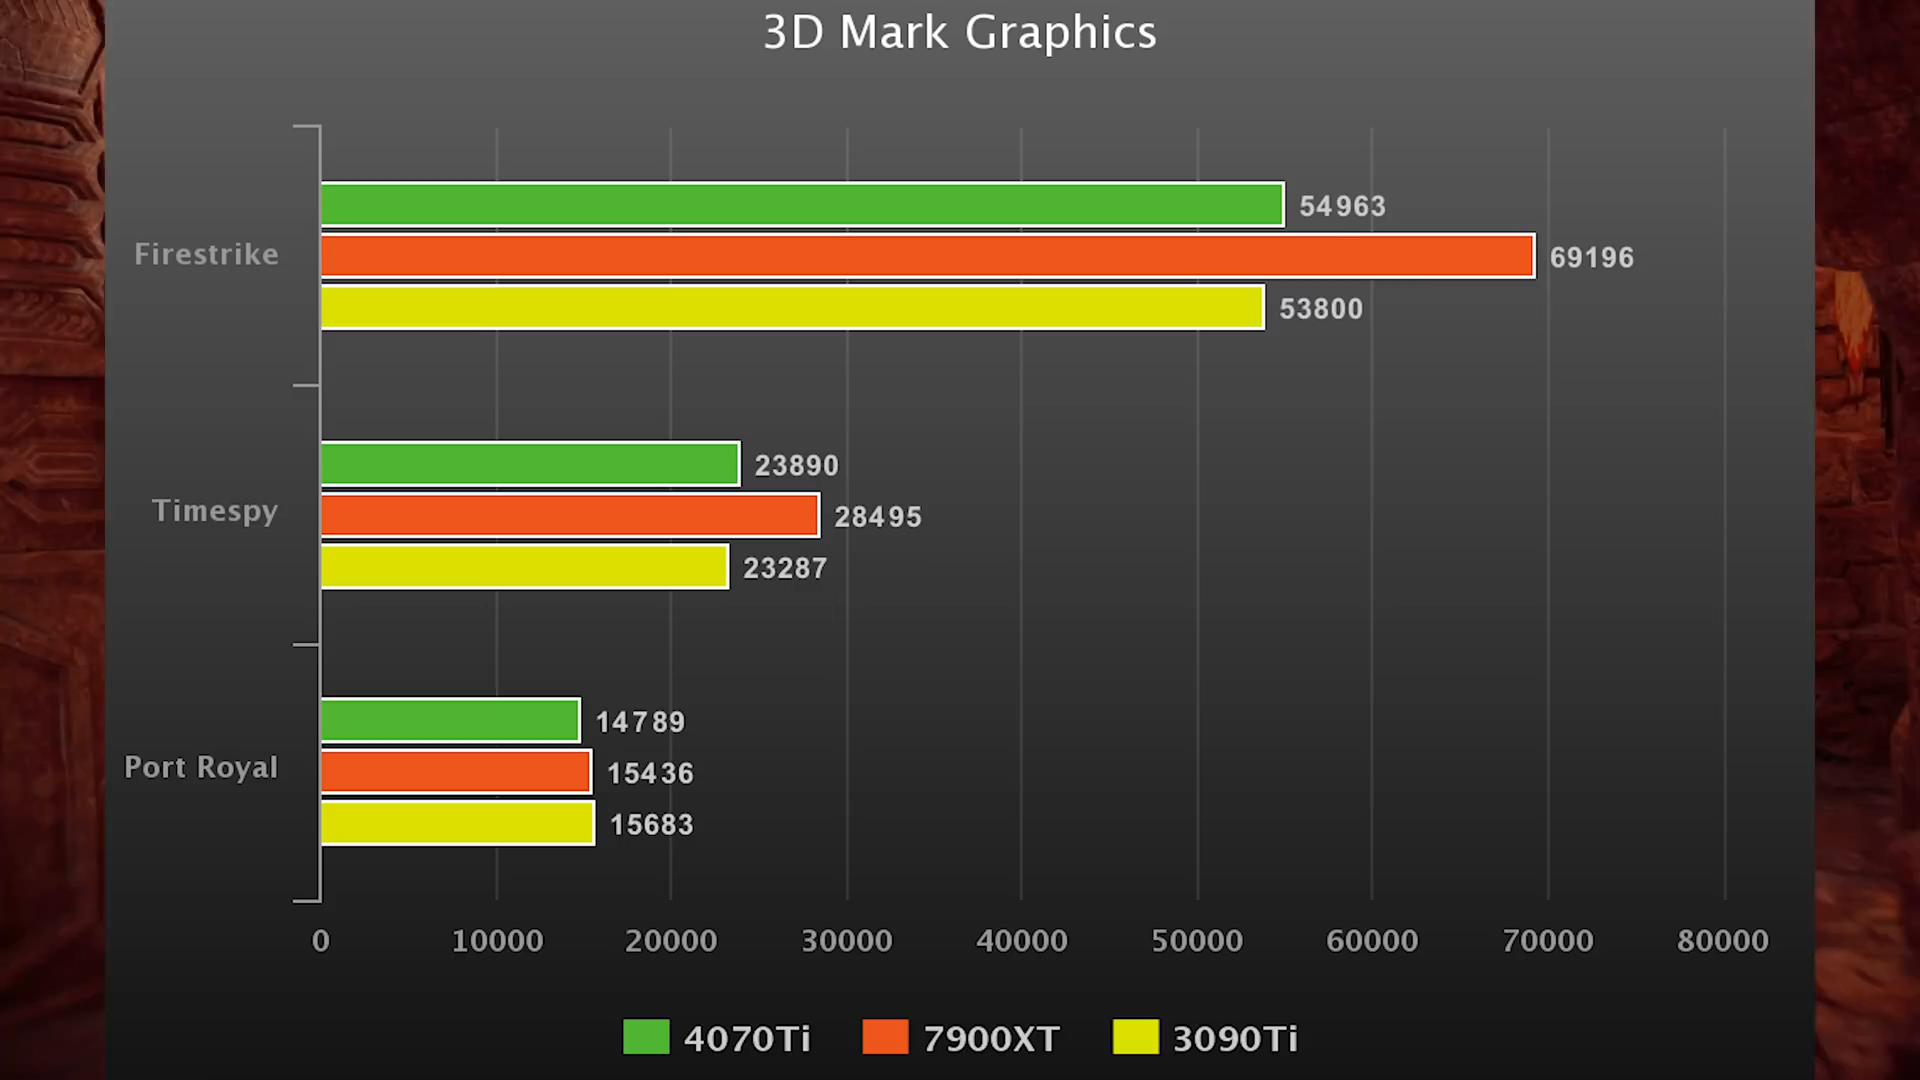 3D Mark Graphics
Firestrike
54963
69196
53800
Timespy
23890
28495
23287
Port Royal
14789
15436
15683
0 10000 20000 30000 40000 50000 60000 70000 80000
4070Ti 7900XT 3090Ti